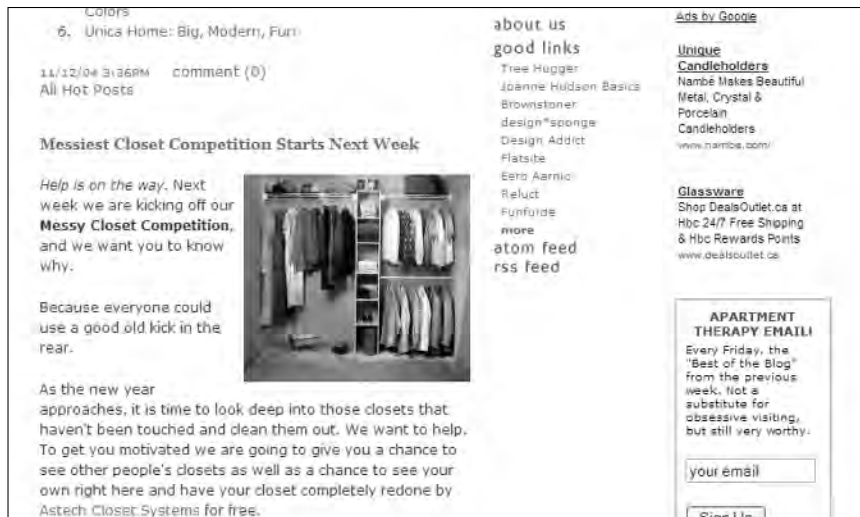 Colors
6. Unica Home: Big, Modern, Fun
11/12/04 3:36PM comment (0)
All Hot Posts
Messiest Closet Competition Starts Next Week
Help is on the way. Next
week we are kicking off our
Messy Closet Competition,
and we want you to know
why.
Because everyone could
use a good old kick in the
rear.
As the new year
approaches, it is time to look deep into those closets that
haven't been touched and clean them out. We want to help.
To get you motivated we are going to give you a chance to
see other people's closets as well as a chance to see your
own right here and have your closet completely redone by
Astech Closet Systems for free.
about us
good links
Tree Hugger
Joanne Hudson Basics
Brownstoner
design*sponge
Design Addict
Flatsite
Eero Aarnio
Reluct
Funfurde
more
atom feed
rss feed
Ads by Google
Unique
Candleholders
Nambé Makes Beautiful
Metal, Crystal &
Porcelain
Candleholders
www.nambe.com/
Glassware
Shop DealsOutlet.ca at
Hbc 24/7 Free Shipping
& Hbc Rewards Points
www.dealsoutlet.ca
APARTMENT
THERAPY EMAIL!
Every Friday, the
"Best of the Blog"
from the previous
week. Not a
substitute for
obsessive visiting,
but still very worthy.
your email
Sign Up